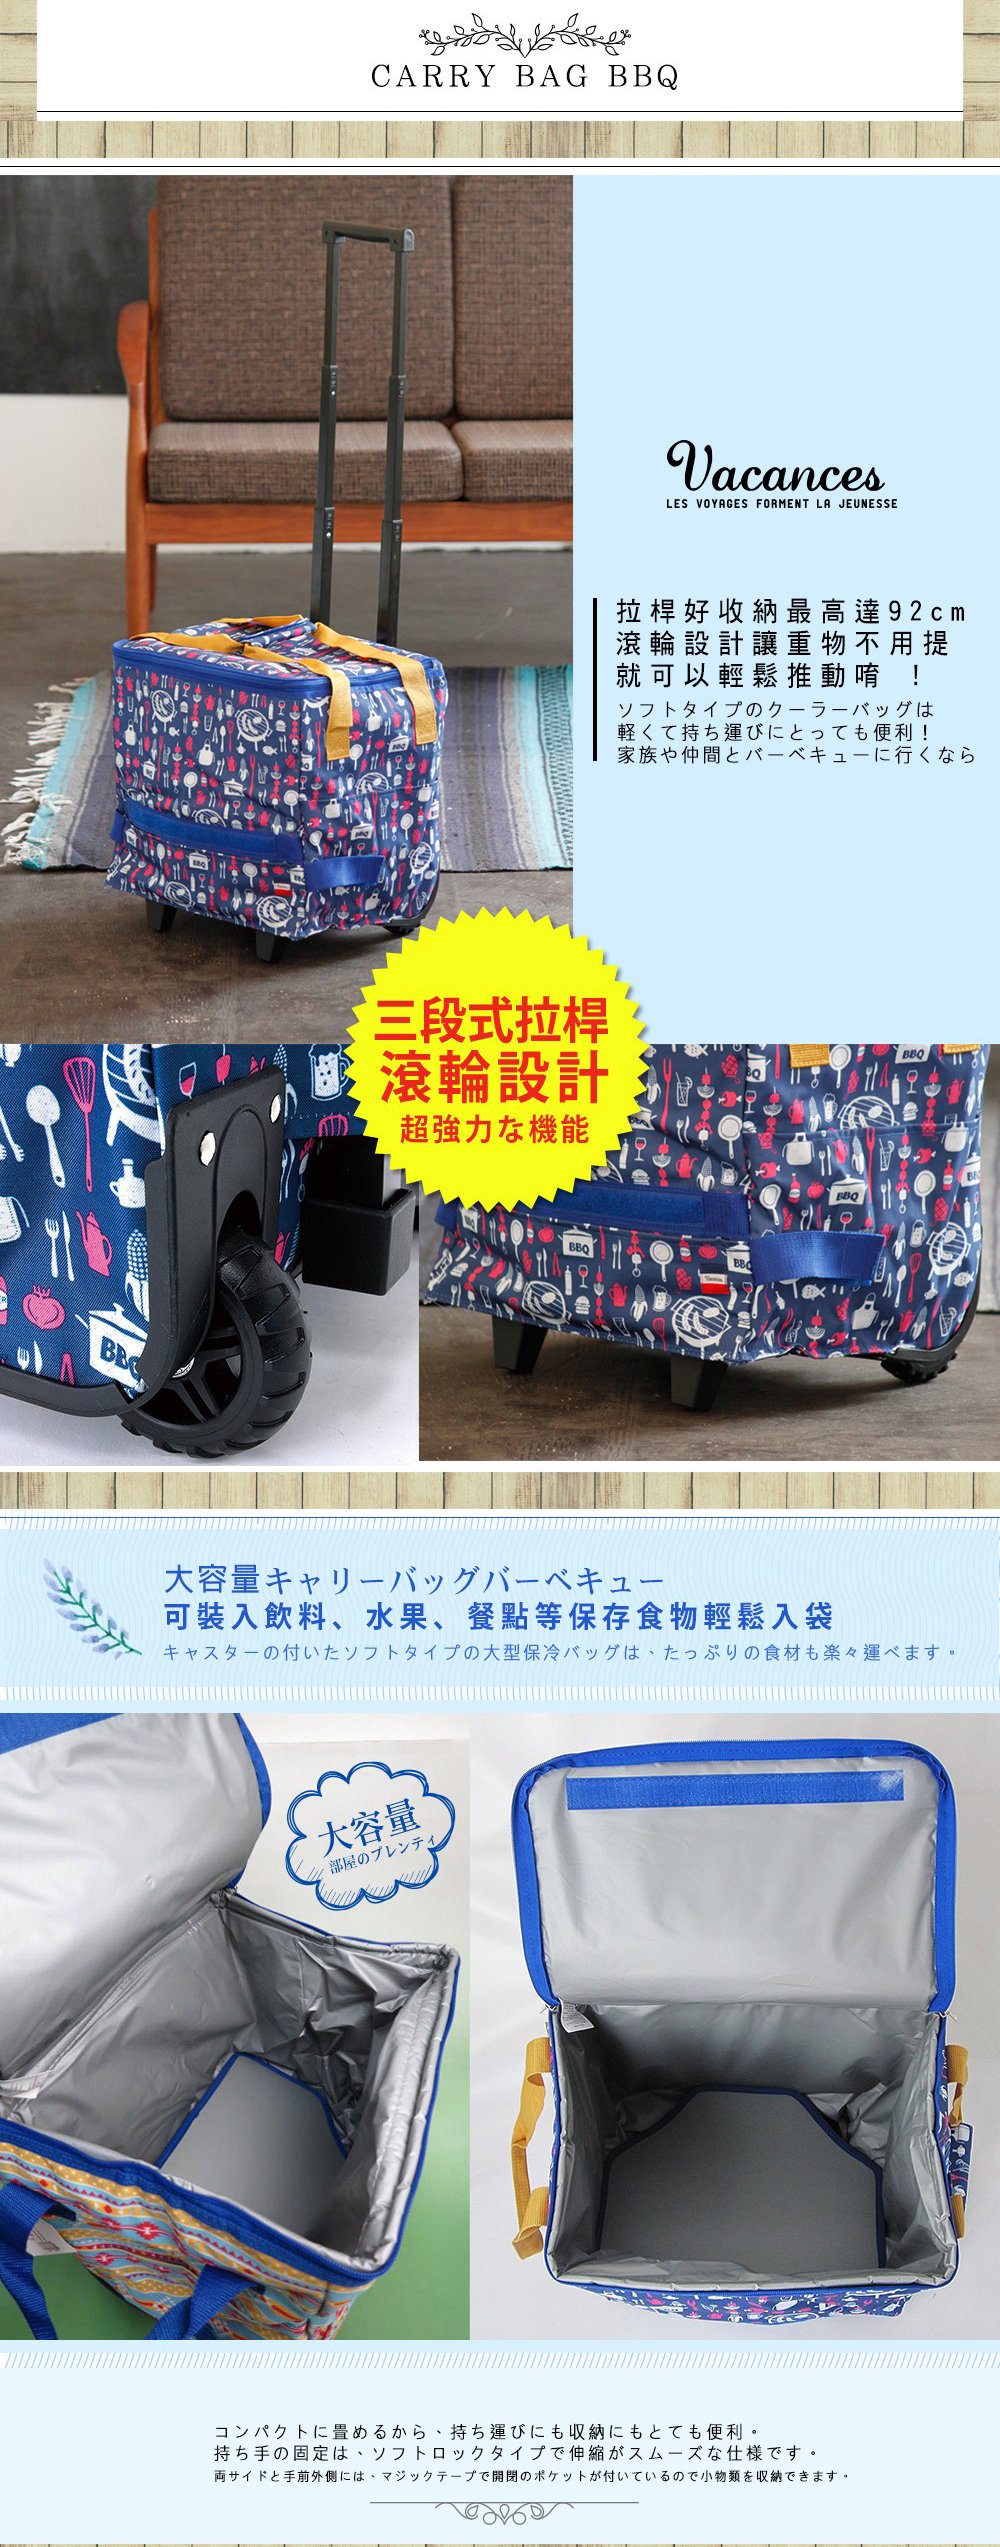 CARRY BAG BBQ
Vacances
LES VOYAGES FORMENT LA JEUNESSE
拉桿好收納最高達92cm
滾輪設計讓重物不用提
就可以輕鬆推動唷！
ソフトタイプのクーラーバッグは
軽くて持ち運びにとっても便利！
家族や仲間とバーベキューに行くなら
三段式拉桿
滾輪設計
超強力な機能
BBQ
BBQ
BBQ
BBQ
BBQ
BBQ
大容量キャリーバッグバーベキュー
可裝入飲料、水果、餐點等保存食物輕鬆入袋
キャスターの付いたソフトタイプの大型保冷バッグは、たっぷりの食材も楽々運べます。
大容量
部屋のプレンティ
コンパクトに畳めるから、持ち運びにも収納にもとても便利。
持ち手の固定は、ソフトロックタイプで伸縮がスムーズな仕様です。
両サイドと手前外側には、マジックテープで開閉のポケットが付いているので小物類を収納できます。